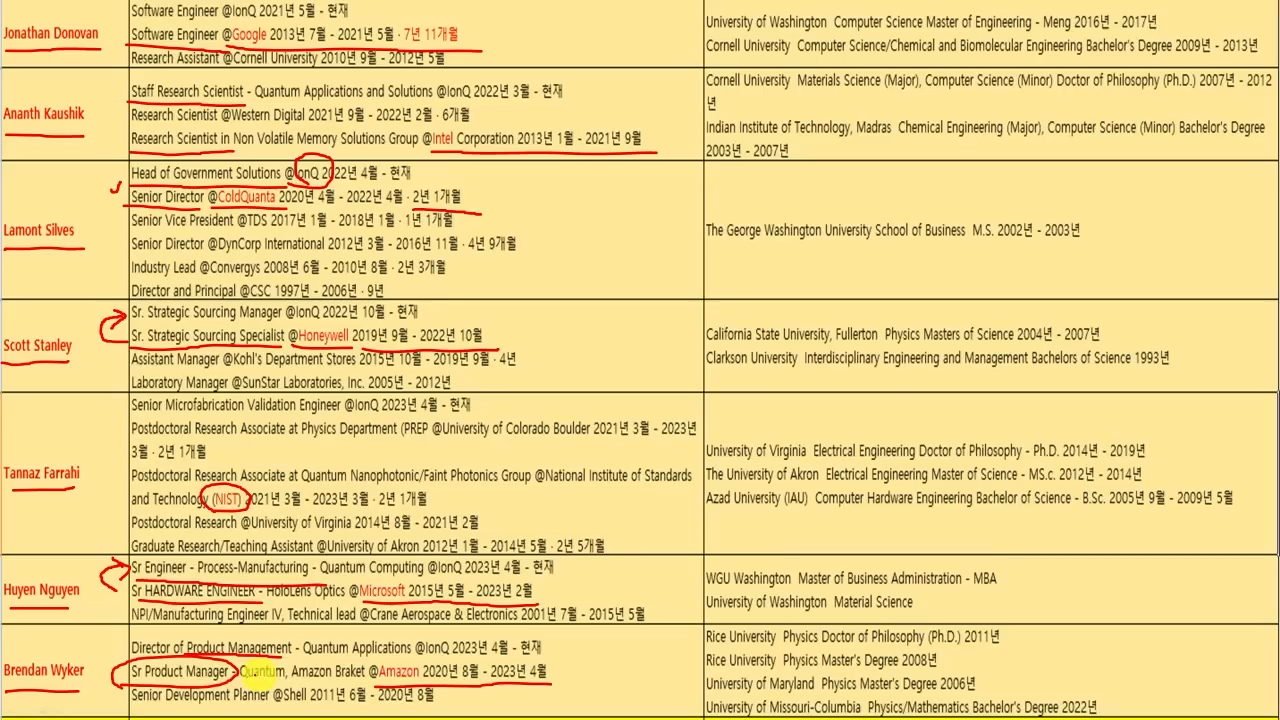 Jonathan Donovan
Software Engineer @IonQ 2021년 5월 - 현재
Software Engineer @Google 2013년 7월 - 2021년 5월 · 7년 11개월
Research Assistant @Cornell University 2010년 9월 - 2012년 5월
University of Washington Computer Science Master of Engineering - Meng 2016년 - 2017년
Cornell University Computer Science/Chemical and Biomolecular Engineering Bachelor's Degree 2009년 - 2013년
Ananth Kaushik
Staff Research Scientist - Quantum Applications and Solutions @IonQ 2022년 3월 - 현재
Research Scientist @Western Digital 2021년 9월 - 2022년 2월 · 6개월
Research Scientist in Non Volatile Memory Solutions Group @Intel Corporation 2013년 1월 - 2021년 9월
Cornell University Materials Science (Major), Computer Science (Minor) Doctor of Philosophy (Ph.D.) 2007년 - 2012
년
Indian Institute of Technology, Madras Chemical Engineering (Major), Computer Science (Minor) Bachelor's Degree
2003년 - 2007년
Lamont Silves
Head of Government Solutions @IonQ 2022년 4월 - 현재
Senior Director @ColdQuanta 2020년 4월 - 2022년 4월 · 2년 1개월
Senior Vice President @TDS 2017년 1월 - 2018년 1월 · 1년 1개월
Senior Director @DynCorp International 2012년 3월 - 2016년 11월 · 4년 9개월
Industry Lead @Convergys 2008년 6월 - 2010년 8월 · 2년 3개월
Director and Principal @CSC 1997년 - 2006년 · 9년
The George Washington University School of Business M.S. 2002년 - 2003년
Scott Stanley
Sr. Strategic Sourcing Manager @IonQ 2022년 10월 - 현재
Sr. Strategic Sourcing Specialist @Honeywell 2019년 9월 - 2022년 10월
Assistant Manager @Kohl's Department Stores 2015년 10월 - 2019년 9월 · 4년
Laboratory Manager @SunStar Laboratories, Inc. 2005년 - 2012년
California State University, Fullerton Physics Masters of Science 2004년 - 2007년
Clarkson University Interdisciplinary Engineering and Management Bachelors of Science 1993년
Tannaz Farrahi
Senior Microfabrication Validation Engineer @IonQ 2023년 4월 - 현재
Postdoctoral Research Associate at Physics Department (PREP @University of Colorado Boulder 2021년 3월 - 2023년
3월 · 2년 1개월
Postdoctoral Research Associate at Quantum Nanophotonic/Faint Photonics Group @National Institute of Standards
and Technology (NIST) 2021년 3월 - 2023년 3월 · 2년 1개월
Postdoctoral Research @University of Virginia 2014년 8월 - 2021년 2월
Graduate Research/Teaching Assistant @University of Akron 2012년 1월 - 2014년 5월 · 2년 5개월
University of Virginia Electrical Engineering Doctor of Philosophy - Ph.D. 2014년 - 2019년
The University of Akron Electrical Engineering Master of Science - MS.c. 2012년 - 2014년
Azad University (IAU) Computer Hardware Engineering Bachelor of Science - B.Sc. 2005년 9월 - 2009년 5월
Huyen Nguyen
Sr Engineer - Process-Manufacturing - Quantum Computing @IonQ 2023년 4월 - 현재
Sr HARDWARE ENGINEER - HoloLens Optics @Microsoft 2015년 5월 - 2023년 2월
NPI/Manufacturing Engineer IV, Technical lead @Crane Aerospace & Electronics 2001년 7월 - 2015년 5월
WGU Washington Master of Business Administration - MBA
University of Washington Material Science
Brendan Wyker
Director of Product Management - Quantum Applications @IonQ 2023년 4월 - 현재
Sr Product Manager - Quantum, Amazon Braket @Amazon 2020년 8월 - 2023년 4월
Senior Development Planner @Shell 2011년 6월 - 2020년 8월
Rice University Physics Doctor of Philosophy (Ph.D.) 2011년
Rice University Physics Master's Degree 2008년
University of Maryland Physics Master's Degree 2006년
University of Missouri-Columbia Physics/Mathematics Bachelor's Degree 2022년